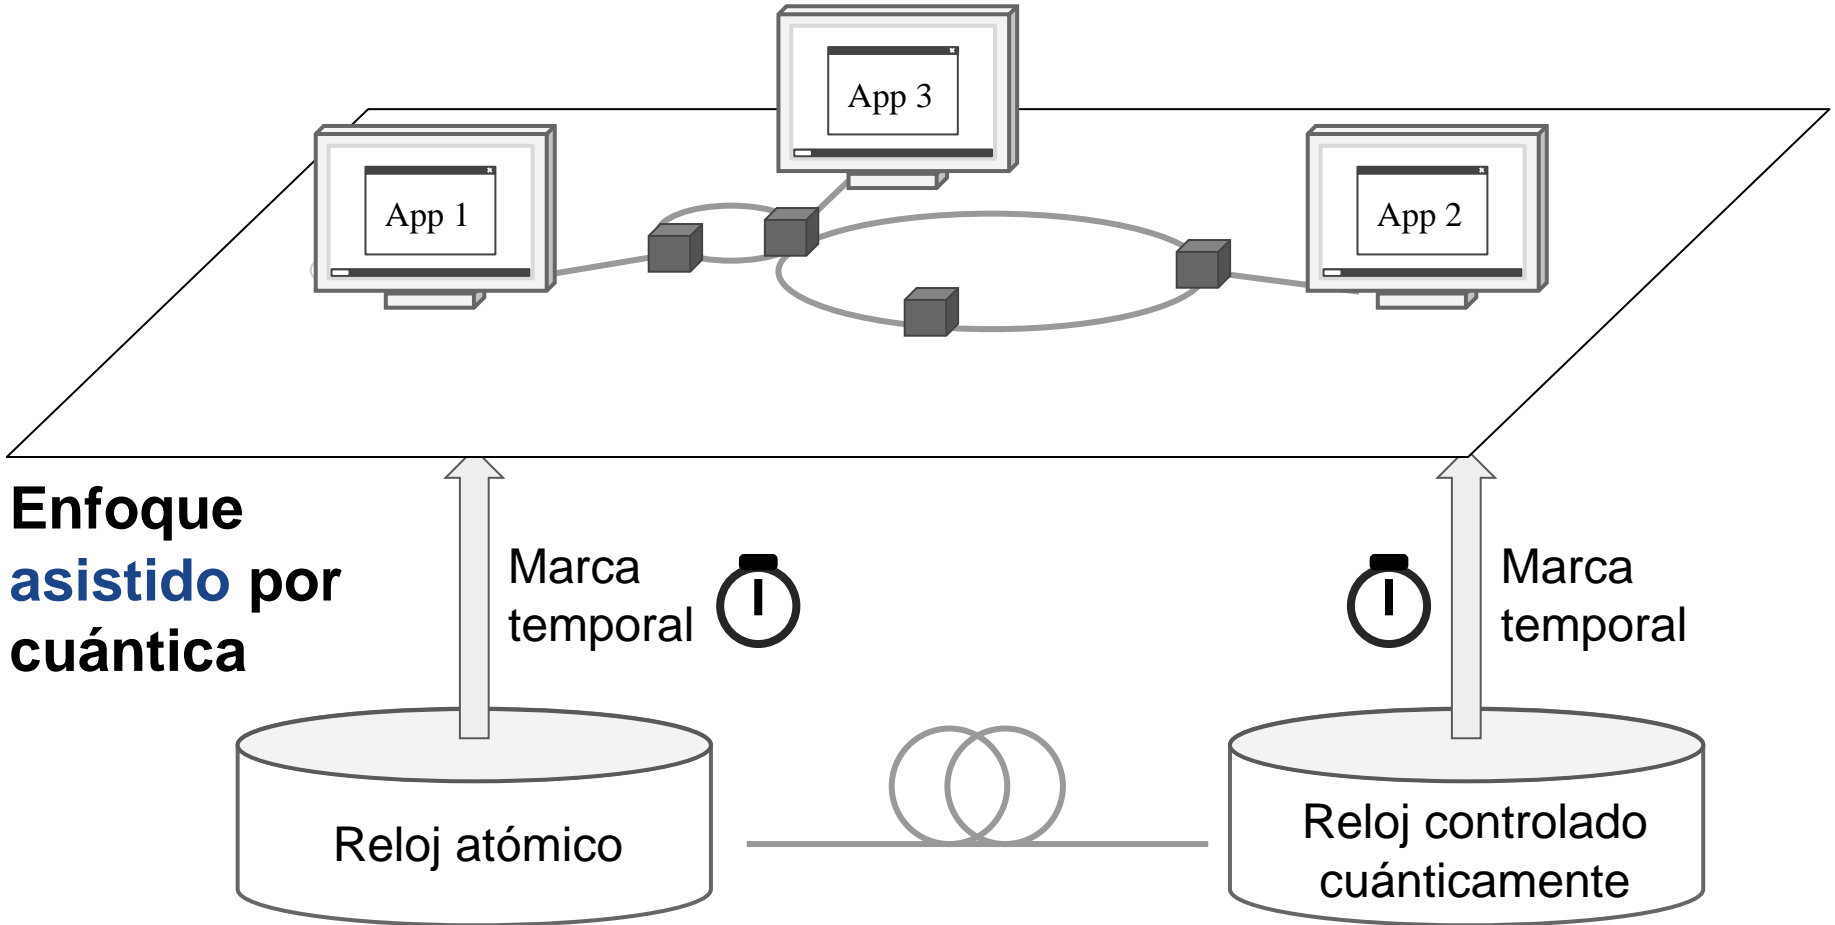 App 3
App 1
App 2
Enfoque
asistido por
cuántica
Marca
temporal
Marca
temporal
Reloj atómico
Reloj controlado
cuánticamente